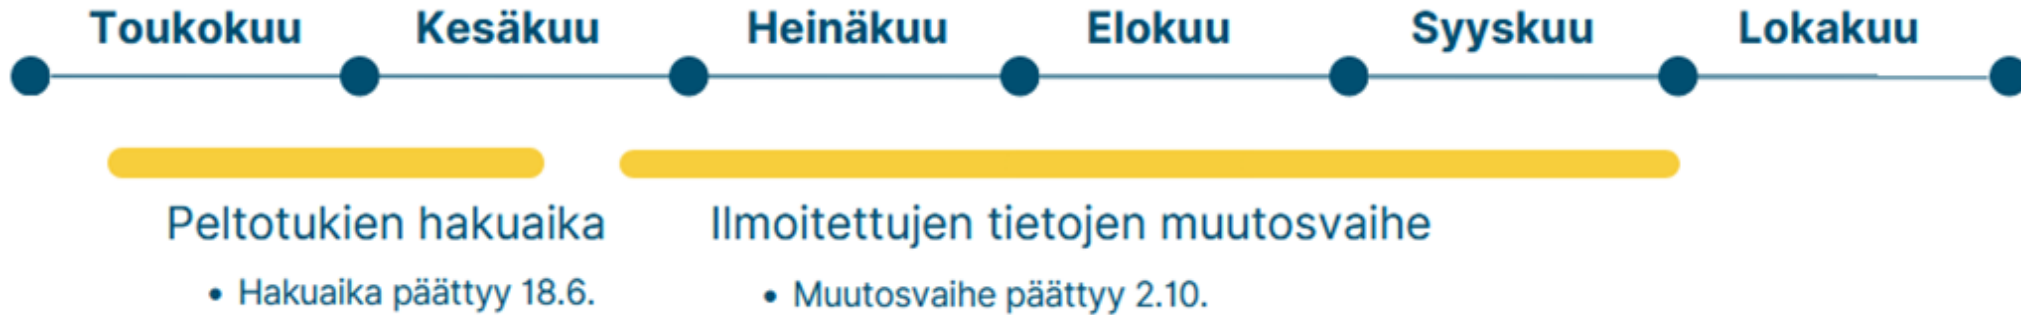 Toukokuu Kesäkuu Heinäkuu Elokuu Syyskuu Lokakuu
Peltotukien hakuaika
• Hakuaika päättyy 18.6.
Ilmoitettujen tietojen muutosvaihe
• Muutosvaihe päättyy 2.10.